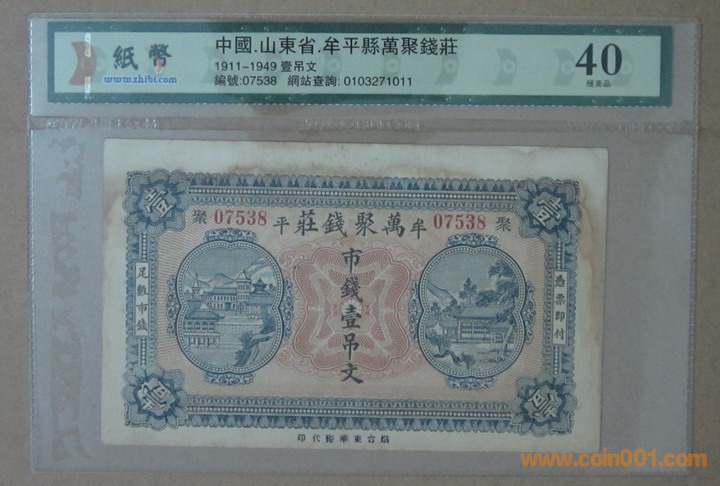 紙幣
www.zhibi.com
中國.山東省.牟平縣萬聚錢莊
1911-1949 壹吊文
編號:07538 網站查詢: 0103271011
40
極美品
壹 壹
聚 07538 07538 聚
牟萬聚錢莊平
市錢壹吊文
憑票即付
足數市錢
烟台東華裕代印
www.coin001.com